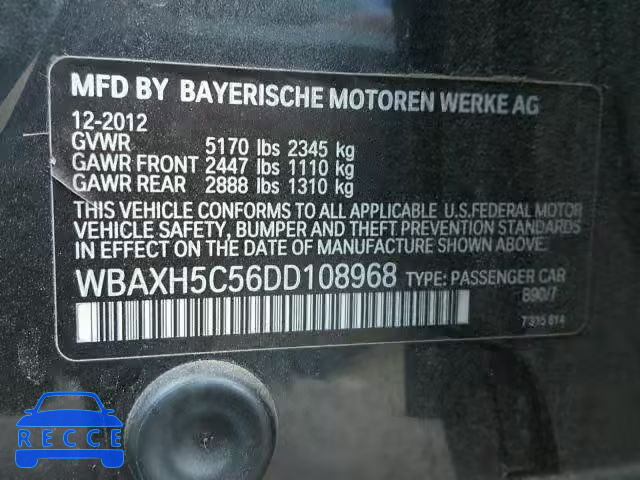 MFD BY BAYERISCHE MOTOREN WERKE AG
12-2012
GVWR 5170 lbs 2345 kg
GAWR FRONT 2447 lbs 1110 kg
GAWR REAR 2888 lbs 1310 kg
THIS VEHICLE CONFORMS TO ALL APPLICABLE U.S.FEDERAL MOTOR
VEHICLE SAFETY, BUMPER AND THEFT PREVENTION STANDARDS
IN EFFECT ON THE DATE OF MANUFACTURE SHOWN ABOVE.
WBAXH5C56DD108968 TYPE: PASSENGER CAR
B90/7
RECCE